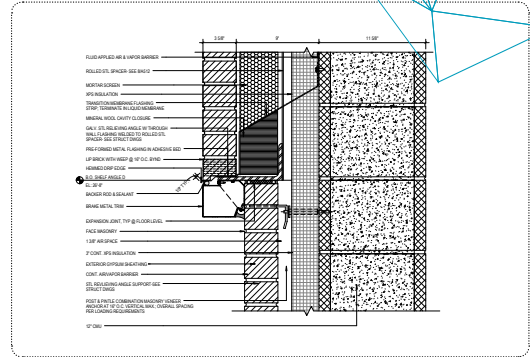 3 5/8" 9" 11 5/8"
FLUID APPLIED AIR & VAPOR BARRIER
ROLLED STL SPACER- SEE BAS12
MORTAR SCREEN
XPS INSULATION
TRANSITION MEMBRANE FLASHING
STRIP, TERMINATE IN LIQUID MEMBRANE
MINERAL WOOL CAVITY CLOSURE
GALV. STL RELIEVING ANGLE W/ THROUGH
WALL FLASHING WELDED TO ROLLED STL
SPACER- SEE STRUCT DWGS
PRE-FORMED METAL FLASHING IN ADHESIVE BED
LIP BRICK WITH WEEP @ 16" O.C. BYND
HEMMED DRIP EDGE
B.O. SHELF ANGLE D
EL: 26'-8"
BACKER ROD & SEALANT
BRAKE METAL TRIM
EXPANSION JOINT, TYP @ FLOOR LEVEL
FACE MASONRY
1 3/8" AIR SPACE
3" CONT. XPS INSULATION
EXTERIOR GYPSUM SHEATHING
CONT. AIR/VAPOR BARRIER
STL REVLIEVING ANGLE SUPPORT-SEE
STRUCT DWGS
POST & PINTLE COMBINATION MASONRY VENEER
ANCHOR AT 16" O.C. VERTICAL MAX.; OVERALL SPACING
PER LOADING REQUIREMENTS
12" CMU